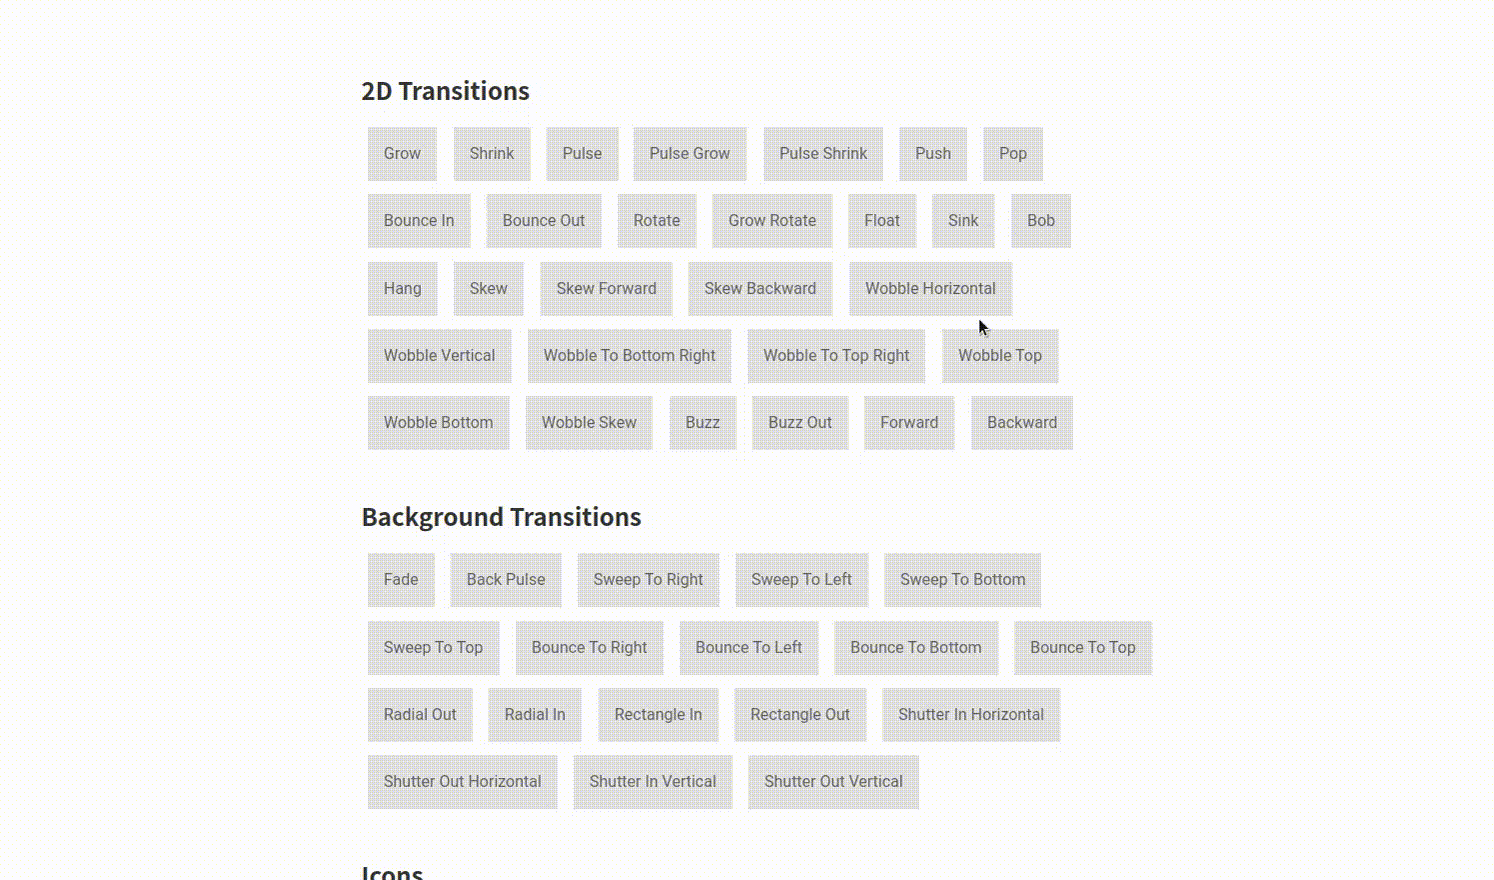 2D Transitions
Grow Shrink Pulse Pulse Grow Pulse Shrink Push Pop
Bounce In Bounce Out Rotate Grow Rotate Float Sink Bob
Hang Skew Skew Forward Skew Backward Wobble Horizontal
Wobble Vertical Wobble To Bottom Right Wobble To Top Right Wobble Top
Wobble Bottom Wobble Skew Buzz Buzz Out Forward Backward
Background Transitions
Fade Back Pulse Sweep To Right Sweep To Left Sweep To Bottom
Sweep To Top Bounce To Right Bounce To Left Bounce To Bottom Bounce To Top
Radial Out Radial In Rectangle In Rectangle Out Shutter In Horizontal
Shutter Out Horizontal Shutter In Vertical Shutter Out Vertical
Icons